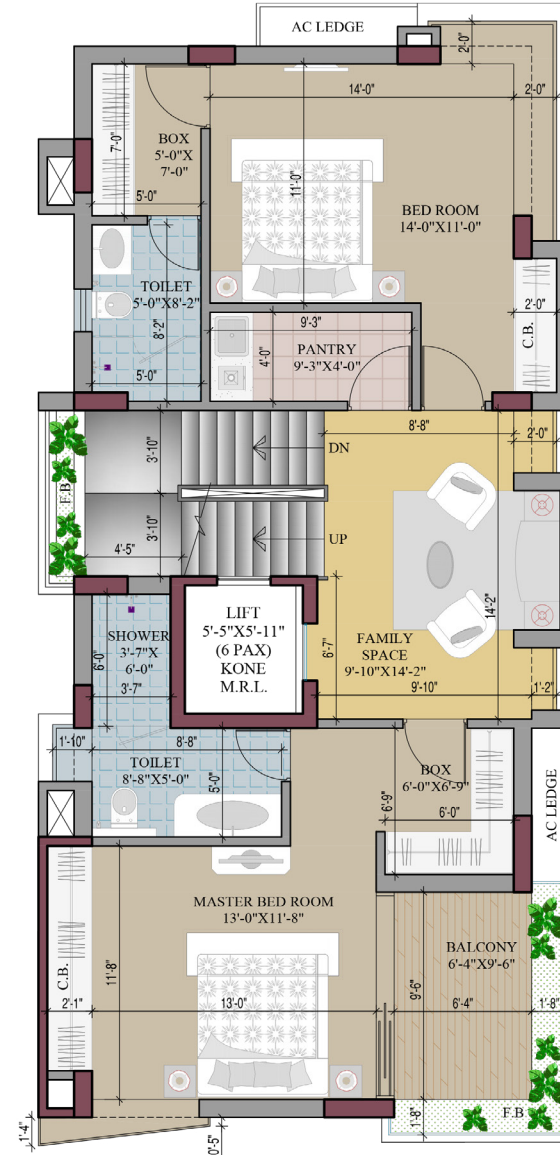 AC LEDGE
2'-0"
14'-0"
2'-0"
7'-0"
BOX
5'-0"X
7'-0"
5'-0"
11'-0"
BED ROOM
14'-0"X11'-0"
TOILET
5'-0"X8'-2"
8'-2"
5'-0"
2'-0"
C.B.
9'-3"
PANTRY
9'-3"X4'-0"
4'-0"
8'-8"
2'-0"
3'-10"
DN
F.B
3'-10"
UP
4'-5"
14'-2"
LIFT
5'-5"X5'-11"
(6 PAX)
KONE
M.R.L.
SHOWER
3'-7"X
6'-0"
6'-0"
3'-7"
6'-7"
FAMILY
SPACE
9'-10"X14'-2"
9'-10"
1'-2"
1'-10"
8'-8"
TOILET
8'-8"X5'-0"
5'-0"
BOX
6'-0"X6'-9"
6'-9"
6'-0"
AC LEDGE
MASTER BED ROOM
13'-0"X11'-8"
11'-8"
C.B.
2'-1"
13'-0"
BALCONY
6'-4"X9'-6"
9'-6"
6'-4"
1'-8"
F.B
1'-8"
1'-4"
0'-5"